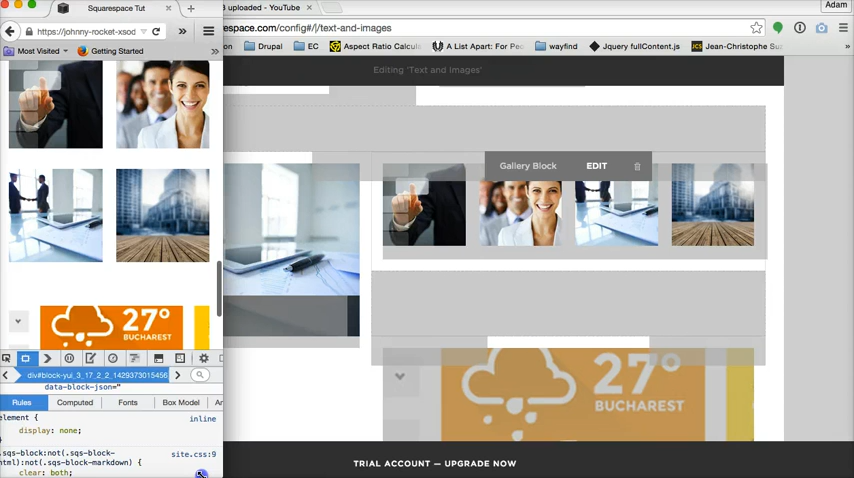 Squarespace Tut
https://johnny-rocket-xsod
Most Visited
Getting Started
27°
BUCHAREST
div#block-yui_3_17_2_2_1429373015456
data-block-json="
Rules
Computed
Fonts
Box Model
element {
inline
display: none;
}
.sqs-block:not(.sqs-block-
site.css:9
html):not(.sqs-block-markdown) {
clear: both;
uploaded - YouTube
Adam
espace.com/config#/|/text-and-images
on
Drupal
EC
Aspect Ratio Calcula
A List Apart: For Peo
wayfind
Jquery fullContent.js
Jean-Christophe Sur
Editing 'Text and Images'
Gallery Block
EDIT
27°
BUCHAREST
TRIAL ACCOUNT — UPGRADE NOW